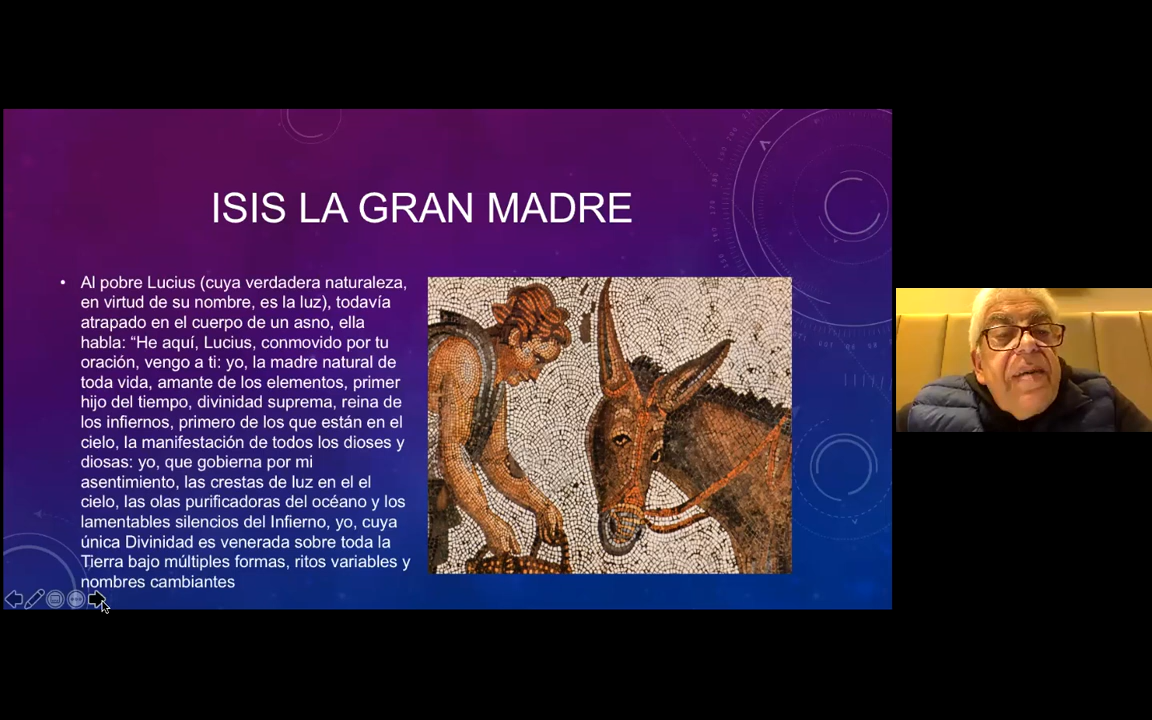 ISIS LA GRAN MADRE
• Al pobre Lucius (cuya verdadera naturaleza,
en virtud de su nombre, es la luz), todavía
atrapado en el cuerpo de un asno, ella
habla: “He aquí, Lucius, conmovido por tu
oración, vengo a ti: yo, la madre natural de
toda vida, amante de los elementos, primer
hijo del tiempo, divinidad suprema, reina de
los infiernos, primero de los que están en el
cielo, la manifestación de todos los dioses y
diosas: yo, que gobierna por mi
asentimiento, las crestas de luz en el el
cielo, las olas purificadoras del océano y los
lamentables silencios del Infierno, yo, cuya
única Divinidad es venerada sobre toda la
Tierra bajo múltiples formas, ritos variables y
nombres cambiantes